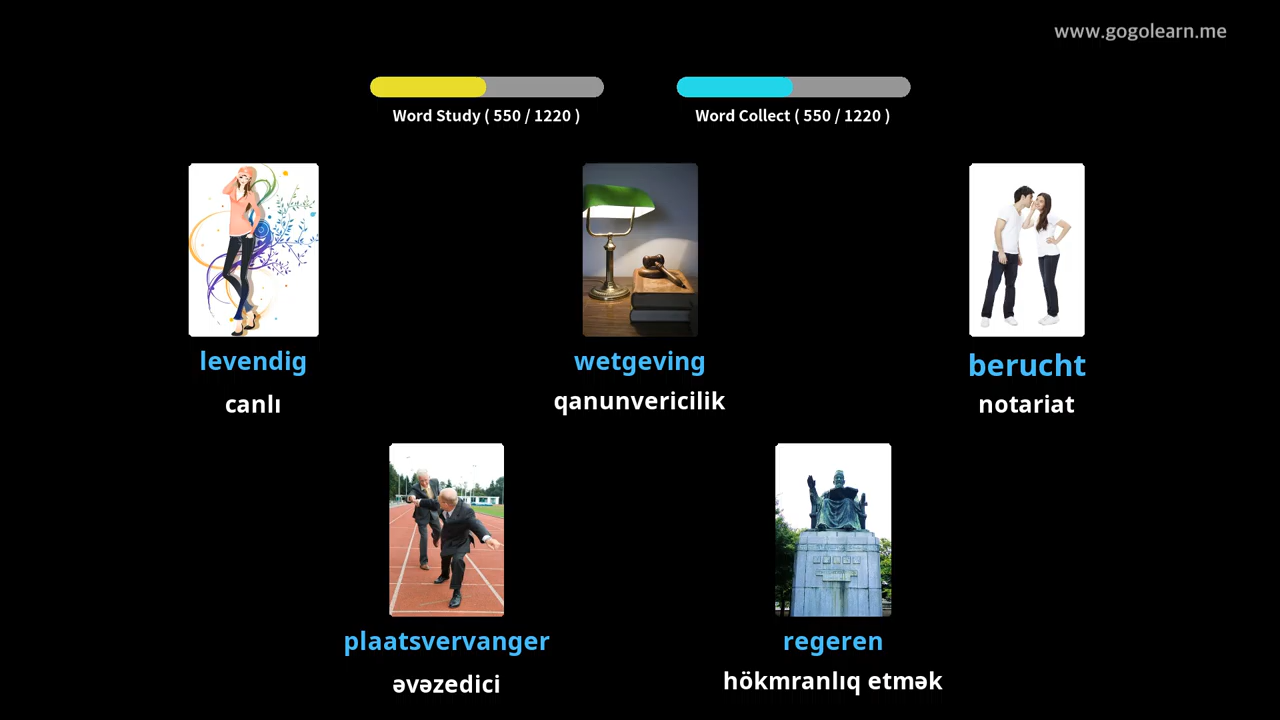 www.gogolearn.me
Word Study ( 550 / 1220 )
Word Collect ( 550 / 1220 )
levendig
wetgeving
berucht
canlı
qanunvericilik
notariat
plaatsvervanger
regeren
əvəzedici
hökmranlıq etmək